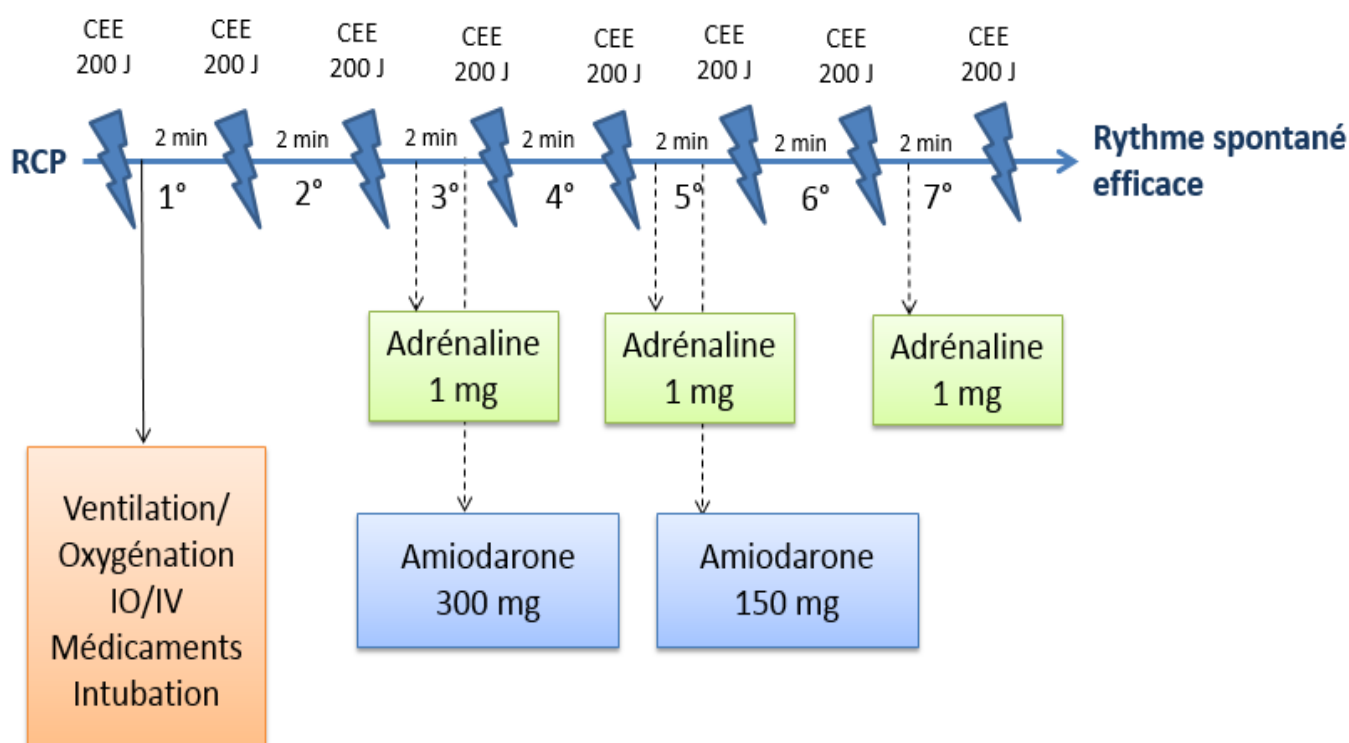 CEE
200 J
CEE
200 J
CEE
200 J
CEE
200 J
CEE
200 J
CEE
200 J
CEE
200 J
CEE
200 J
RCP
2 min
2 min
2 min
2 min
2 min
2 min
2 min
1°
2°
3°
4°
5°
6°
7°
Rythme spontané
efficace
Adrénaline
1 mg
Adrénaline
1 mg
Adrénaline
1 mg
Ventilation/
Oxygénation
IO/IV
Médicaments
Intubation
Amiodarone
300 mg
Amiodarone
150 mg